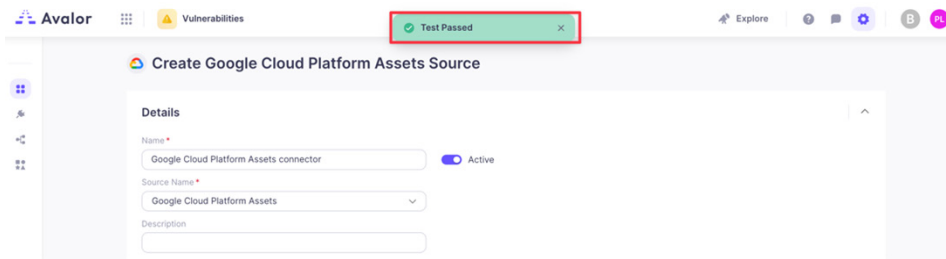 Avalor
Vulnerabilities
Test Passed
Explore
B
PL
Create Google Cloud Platform Assets Source
Details
Name*
Google Cloud Platform Assets connector
Active
Source Name*
Google Cloud Platform Assets
Description